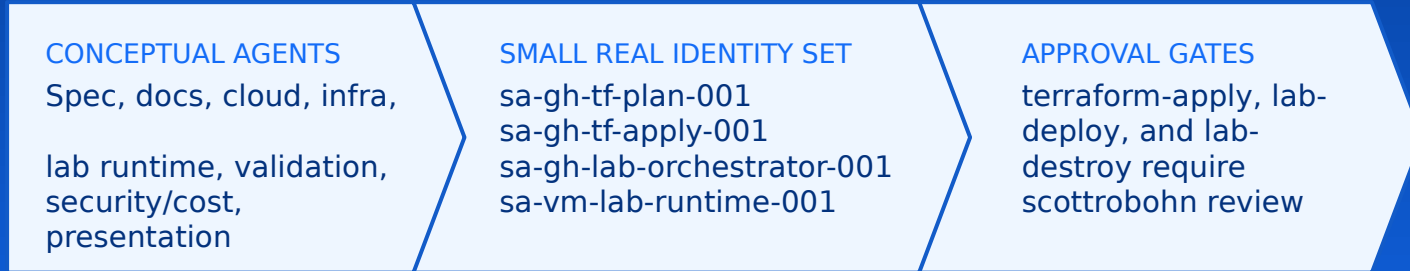 CONCEPTUAL AGENTS
Spec, docs, cloud, infra,
lab runtime, validation,
security/cost,
presentation
SMALL REAL IDENTITY SET
sa-gh-tf-plan-001
sa-gh-tf-apply-001
sa-gh-lab-orchestrator-001
sa-vm-lab-runtime-001
APPROVAL GATES
terraform-apply, lab-
deploy, and lab-
destroy require
scottrobohn review